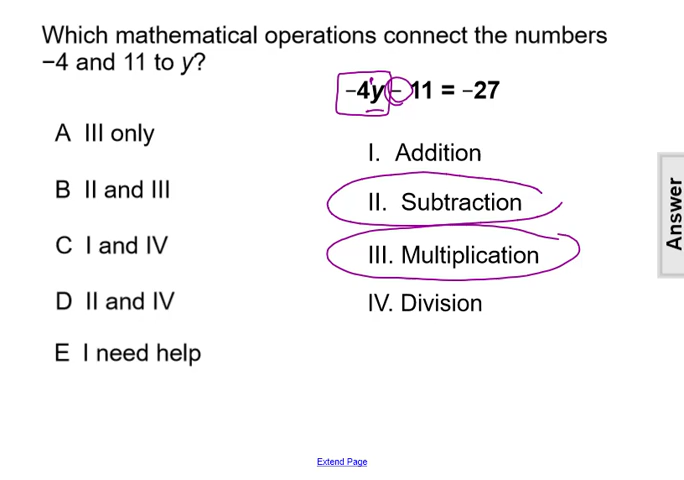 Which mathematical operations connect the numbers
−4 and 11 to y?
−4y − 11 = −27
A III only
B II and III
C I and IV
D II and IV
E I need help
I. Addition
II. Subtraction
III. Multiplication
IV. Division
Answer
Extend Page